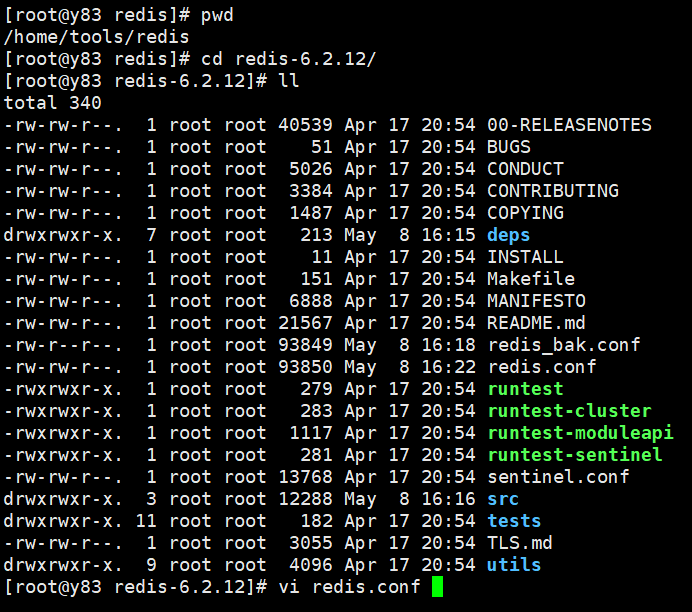 [root@y83 redis]# pwd
/home/tools/redis
[root@y83 redis]# cd redis-6.2.12/
[root@y83 redis-6.2.12]# ll
total 340
-rw-rw-r--.  1 root root 40539 Apr 17 20:54 00-RELEASENOTES
-rw-rw-r--.  1 root root    51 Apr 17 20:54 BUGS
-rw-rw-r--.  1 root root  5026 Apr 17 20:54 CONDUCT
-rw-rw-r--.  1 root root  3384 Apr 17 20:54 CONTRIBUTING
-rw-rw-r--.  1 root root  1487 Apr 17 20:54 COPYING
drwxrwxr-x.  7 root root   213 May  8 16:15 deps
-rw-rw-r--.  1 root root    11 Apr 17 20:54 INSTALL
-rw-rw-r--.  1 root root   151 Apr 17 20:54 Makefile
-rw-rw-r--.  1 root root  6888 Apr 17 20:54 MANIFESTO
-rw-rw-r--.  1 root root 21567 Apr 17 20:54 README.md
-rw-r--r--.  1 root root 93849 May  8 16:18 redis_bak.conf
-rw-rw-r--.  1 root root 93850 May  8 16:22 redis.conf
-rwxrwxr-x.  1 root root   279 Apr 17 20:54 runtest
-rwxrwxr-x.  1 root root   283 Apr 17 20:54 runtest-cluster
-rwxrwxr-x.  1 root root  1117 Apr 17 20:54 runtest-moduleapi
-rwxrwxr-x.  1 root root   281 Apr 17 20:54 runtest-sentinel
-rw-rw-r--.  1 root root 13768 Apr 17 20:54 sentinel.conf
drwxrwxr-x.  3 root root 12288 May  8 16:16 src
drwxrwxr-x. 11 root root   182 Apr 17 20:54 tests
-rw-rw-r--.  1 root root  3055 Apr 17 20:54 TLS.md
drwxrwxr-x.  9 root root  4096 Apr 17 20:54 utils
[root@y83 redis-6.2.12]# vi redis.conf